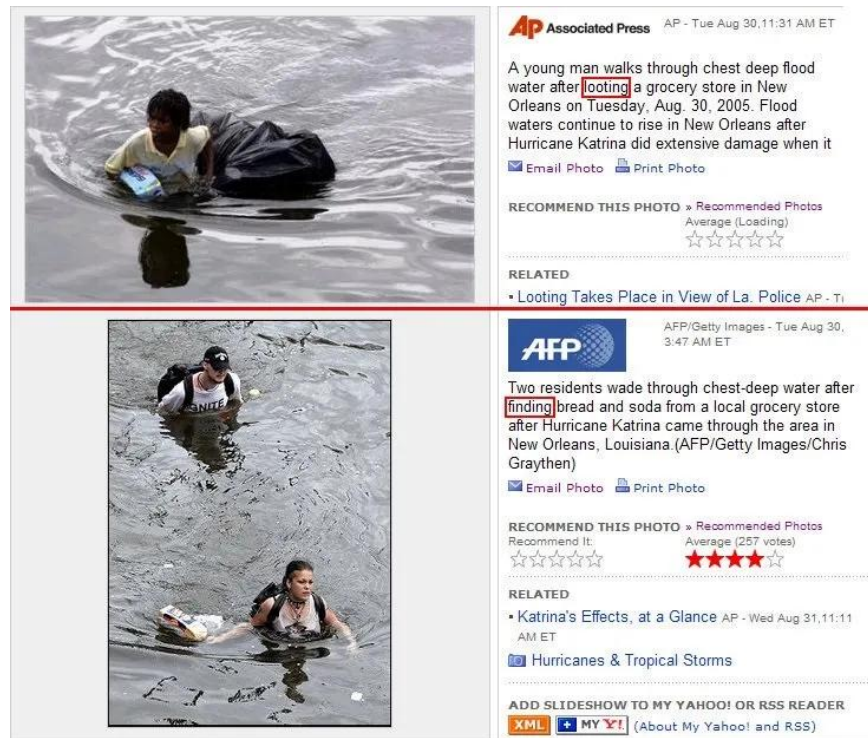 AP Associated Press AP - Tue Aug 30,11:31 AM ET
A young man walks through chest deep flood
water after looting a grocery store in New
Orleans on Tuesday, Aug. 30, 2005. Flood
waters continue to rise in New Orleans after
Hurricane Katrina did extensive damage when it
Email Photo Print Photo
RECOMMEND THIS PHOTO » Recommended Photos
Average (Loading)
RELATED
• Looting Takes Place in View of La. Police AP - T
AFP
AFP/Getty Images - Tue Aug 30,
3:47 AM ET
Two residents wade through chest-deep water after
finding bread and soda from a local grocery store
after Hurricane Katrina came through the area in
New Orleans, Louisiana.(AFP/Getty Images/Chris
Graythen)
Email Photo Print Photo
RECOMMEND THIS PHOTO » Recommended Photos
Recommend It: Average (257 votes)
RELATED
• Katrina's Effects, at a Glance AP - Wed Aug 31,11:11
AM ET
Hurricanes & Tropical Storms
ADD SLIDESHOW TO MY YAHOO! OR RSS READER
XML + MY Y! (About My Yahoo! and RSS)